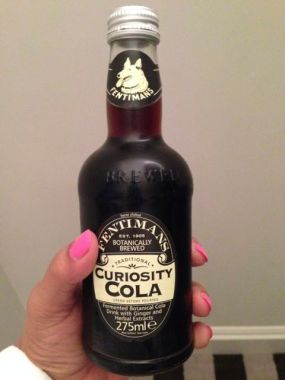 FENTIMANS
BREWED
FENTIMANS
EST. 1905
BOTANICALLY
BREWED
TRADITIONAL
CURIOSITY
COLA
Fermented Botanical Cola
Drink with Ginger and
Herbal Extracts
275ml e